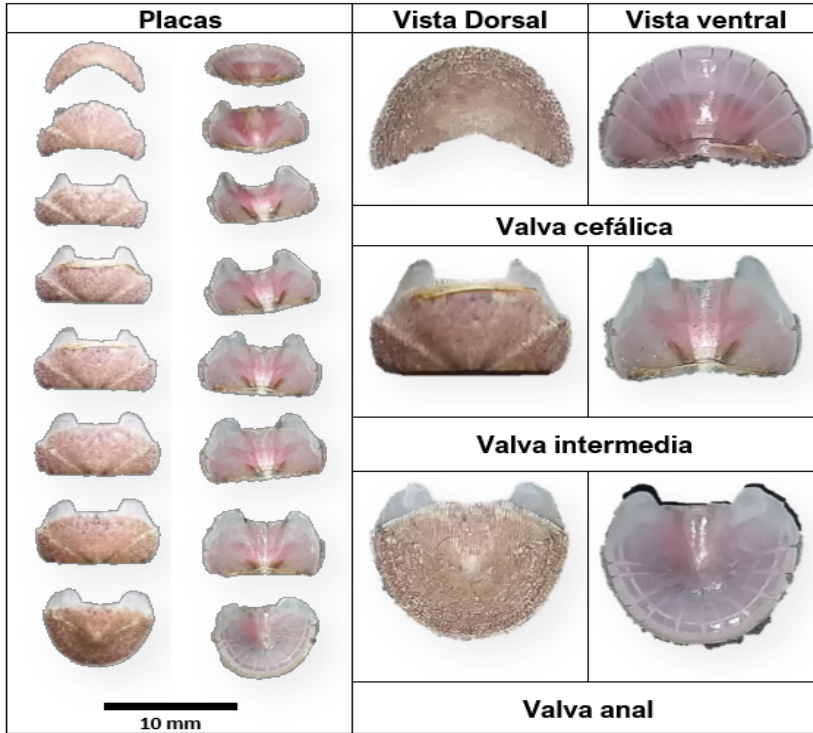 Placas
Vista Dorsal
Vista ventral
Valva cefálica
Valva intermedia
Valva anal
10 mm